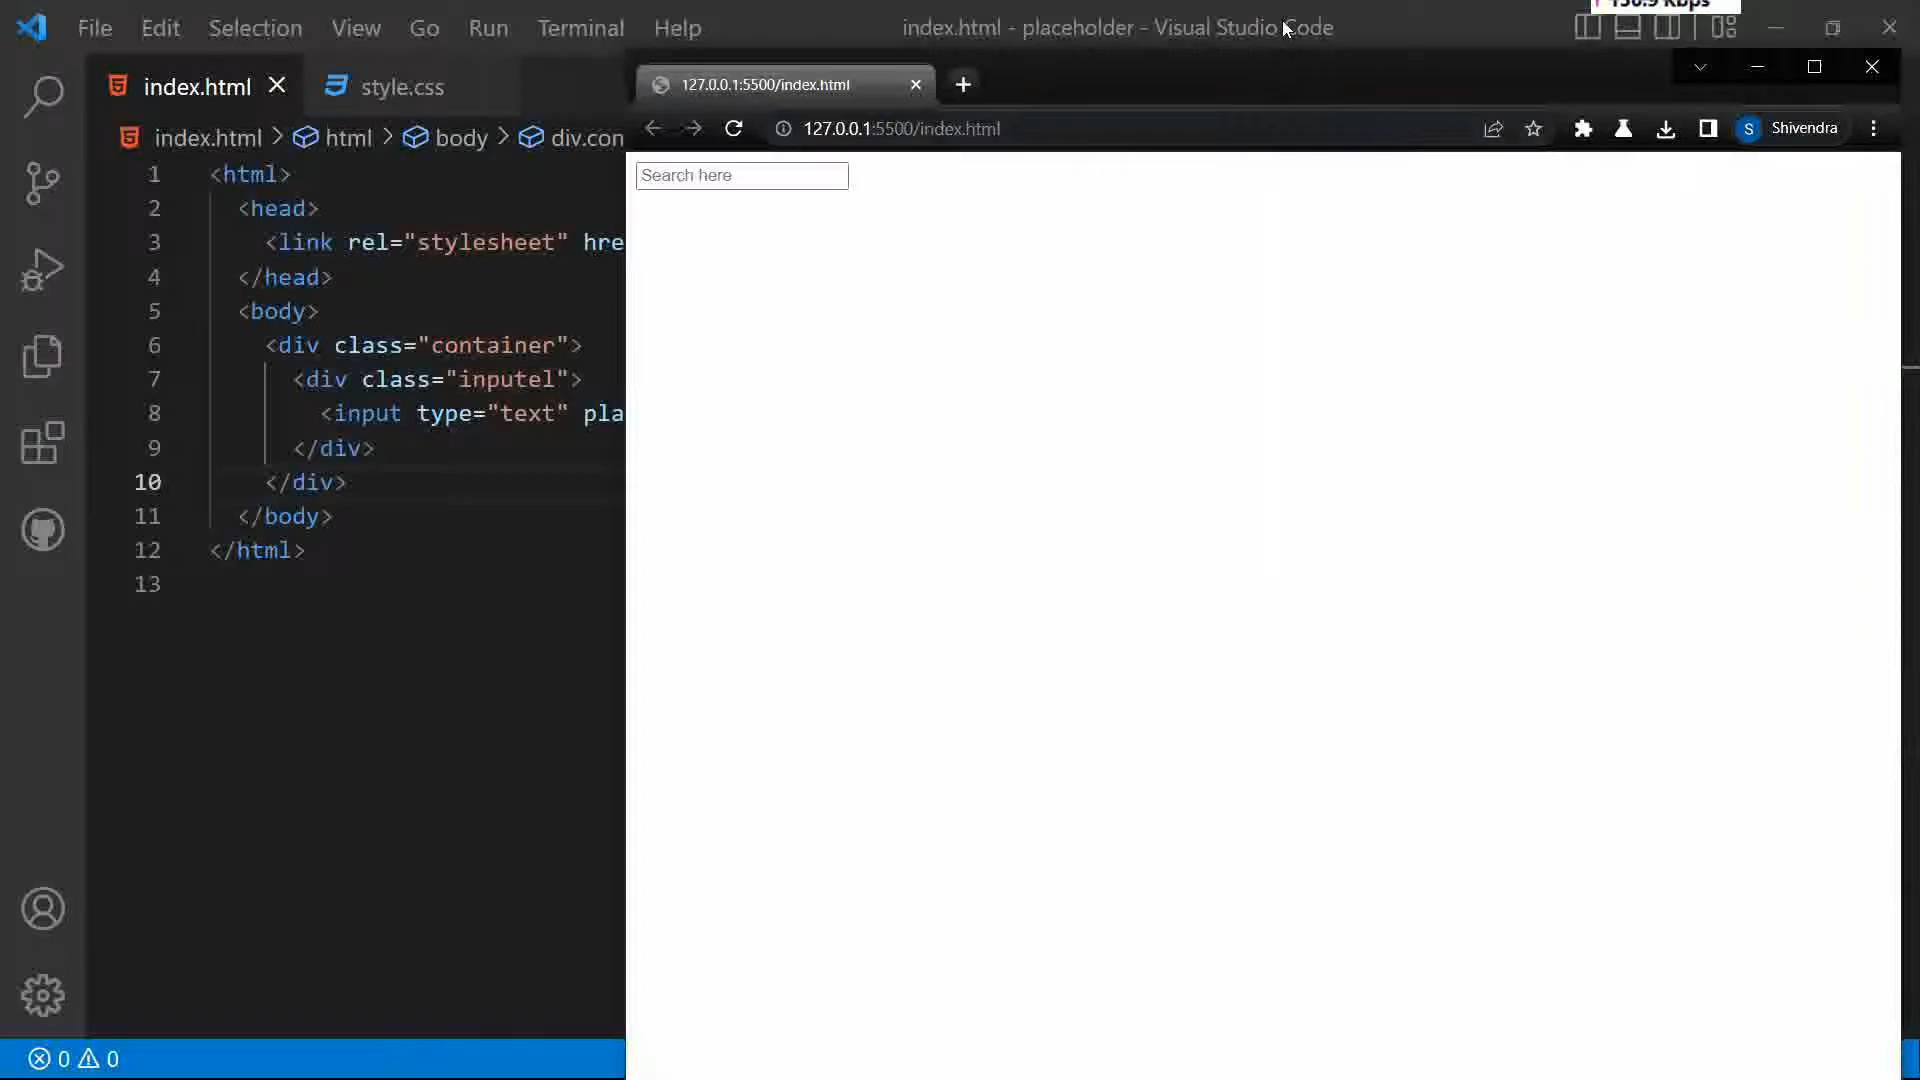 File Edit Selection View Go Run Terminal Help index.html - placeholder - Visual Studio Code
index.html style.css
index.html > html > body > div.con
1 <html>
2 <head>
3 <link rel="stylesheet" hre
4 </head>
5 <body>
6 <div class="container">
7 <div class="inputel">
8 <input type="text" pla
9 </div>
10 </div>
11 </body>
12 </html>
13
0 0
127.0.0.1:5500/index.html
127.0.0.1:5500/index.html S Shivendra
Search here